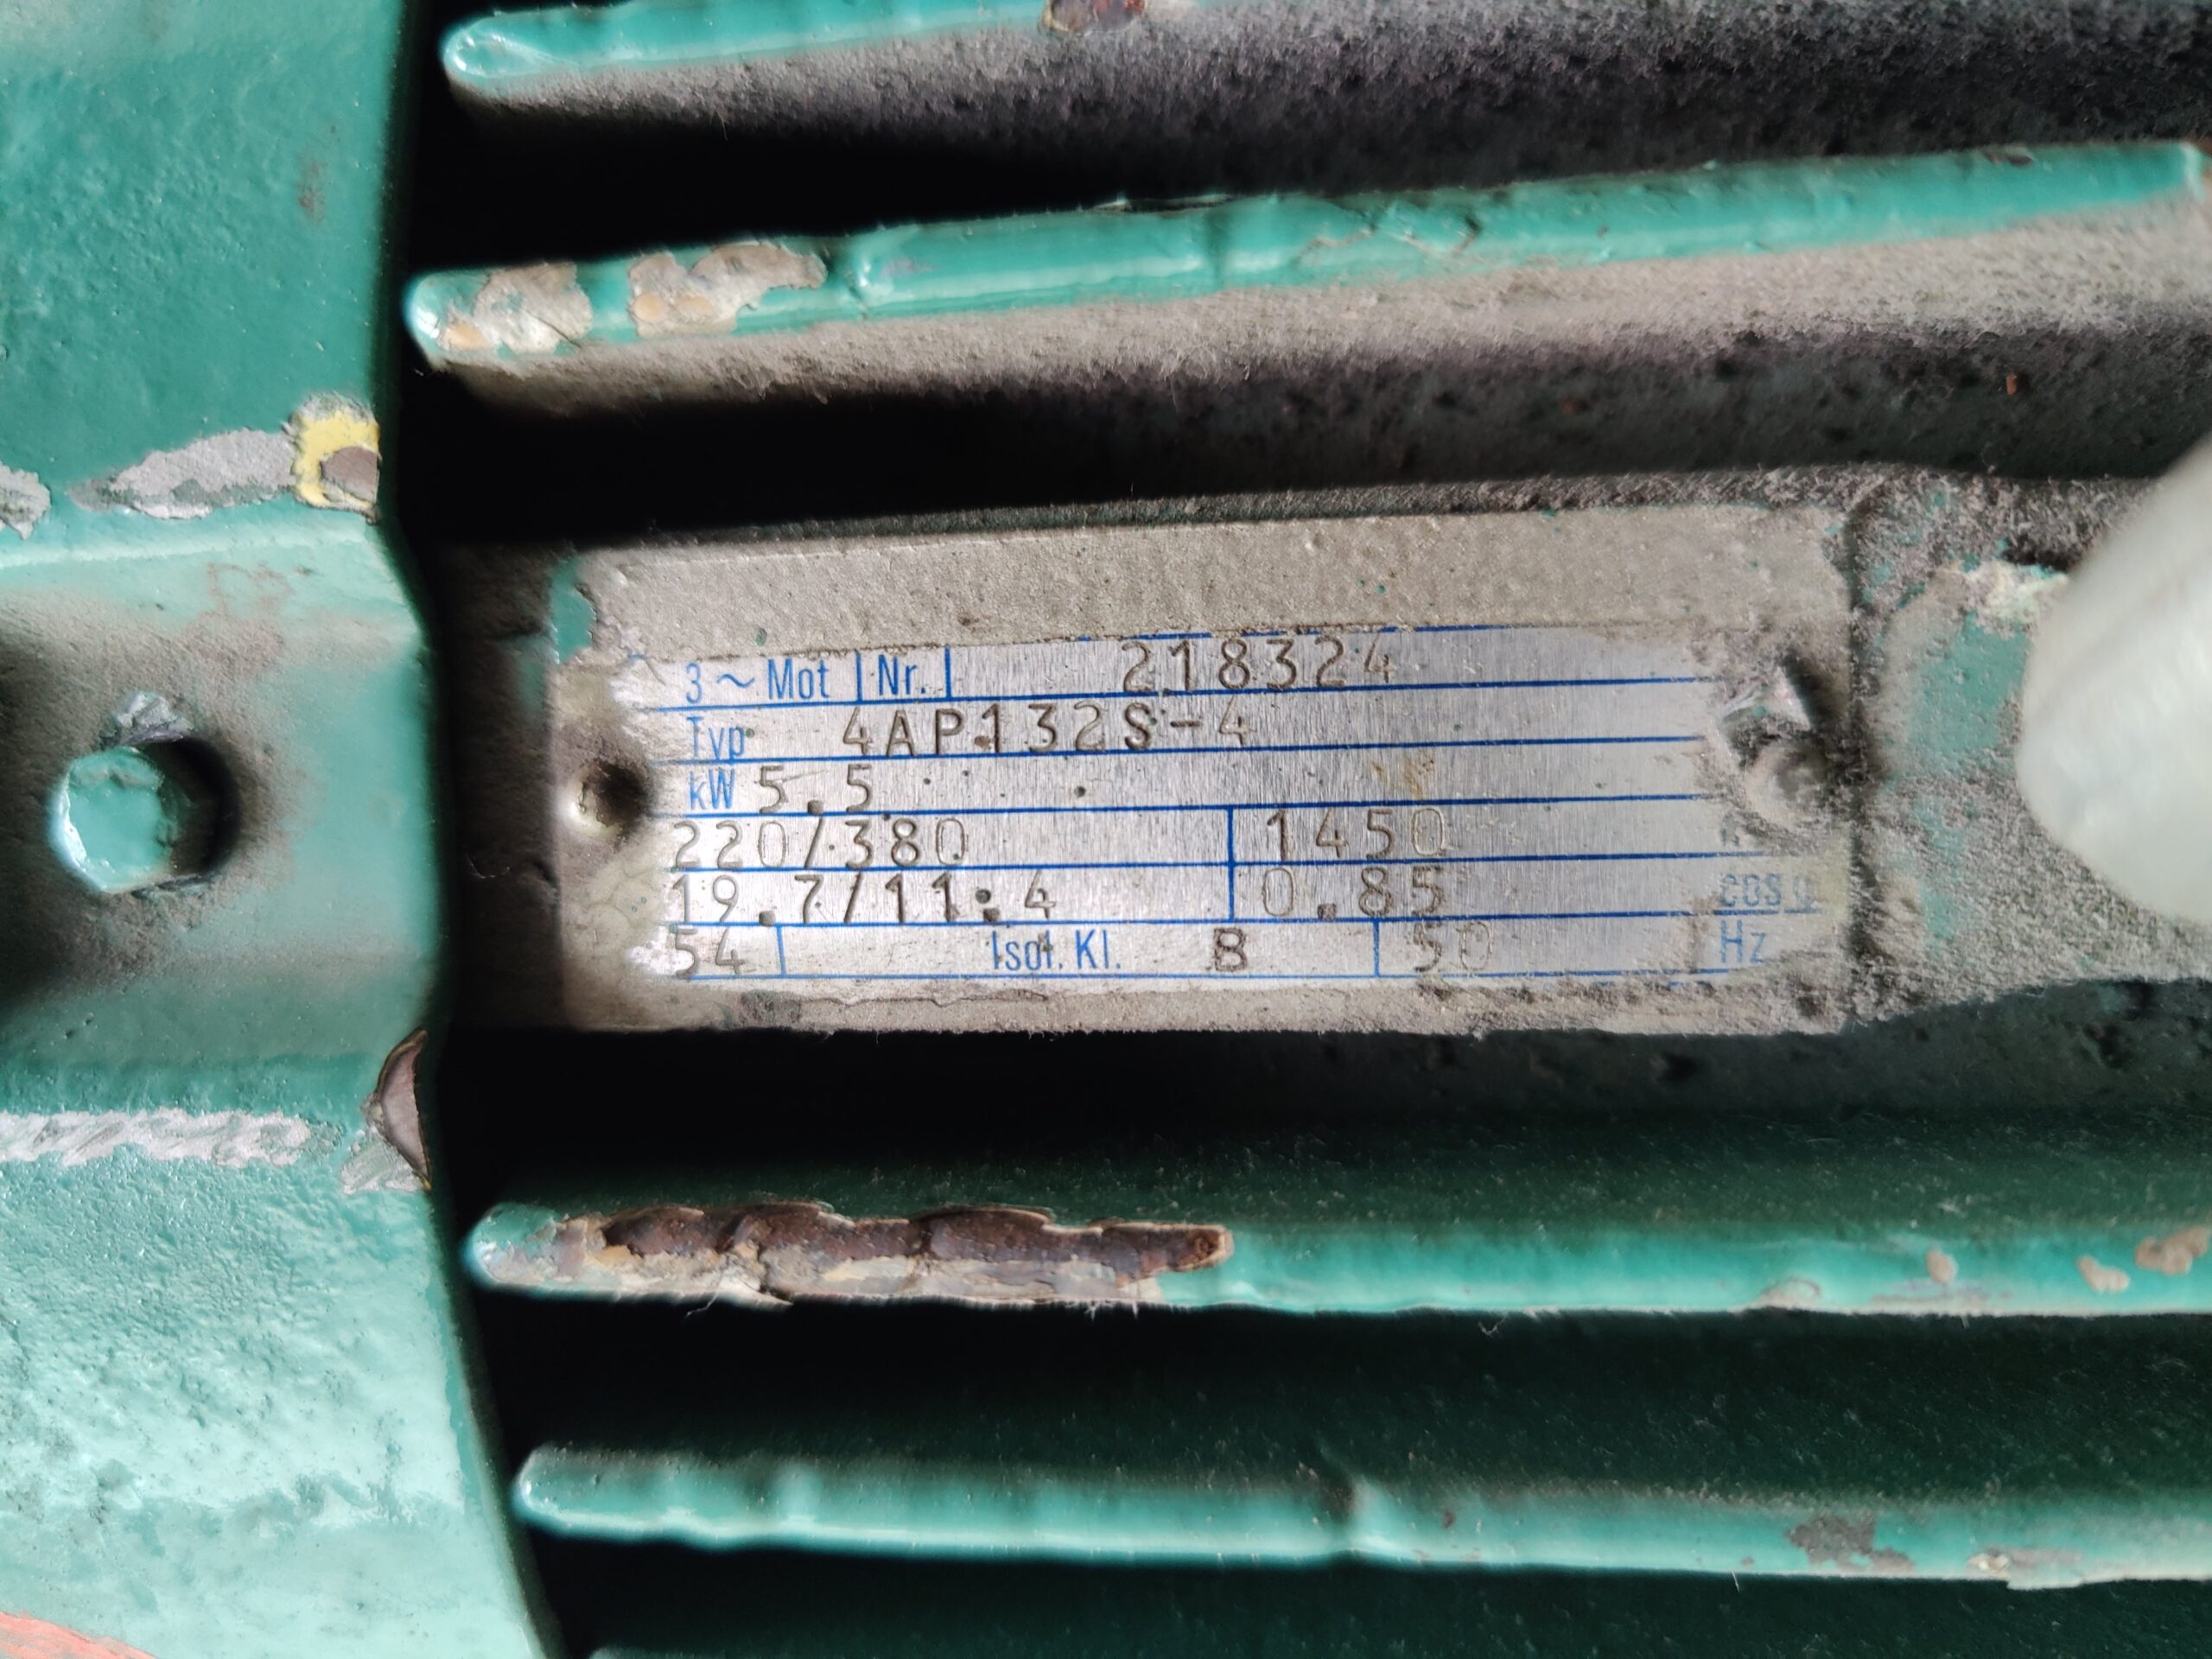 3 ~ Mot Nr. 218324
Typ 4AP132S-4
kW 5.5
220/380 1450
19.7/11.4 0.85 cos φ
54 Isol. Kl. B 50 Hz